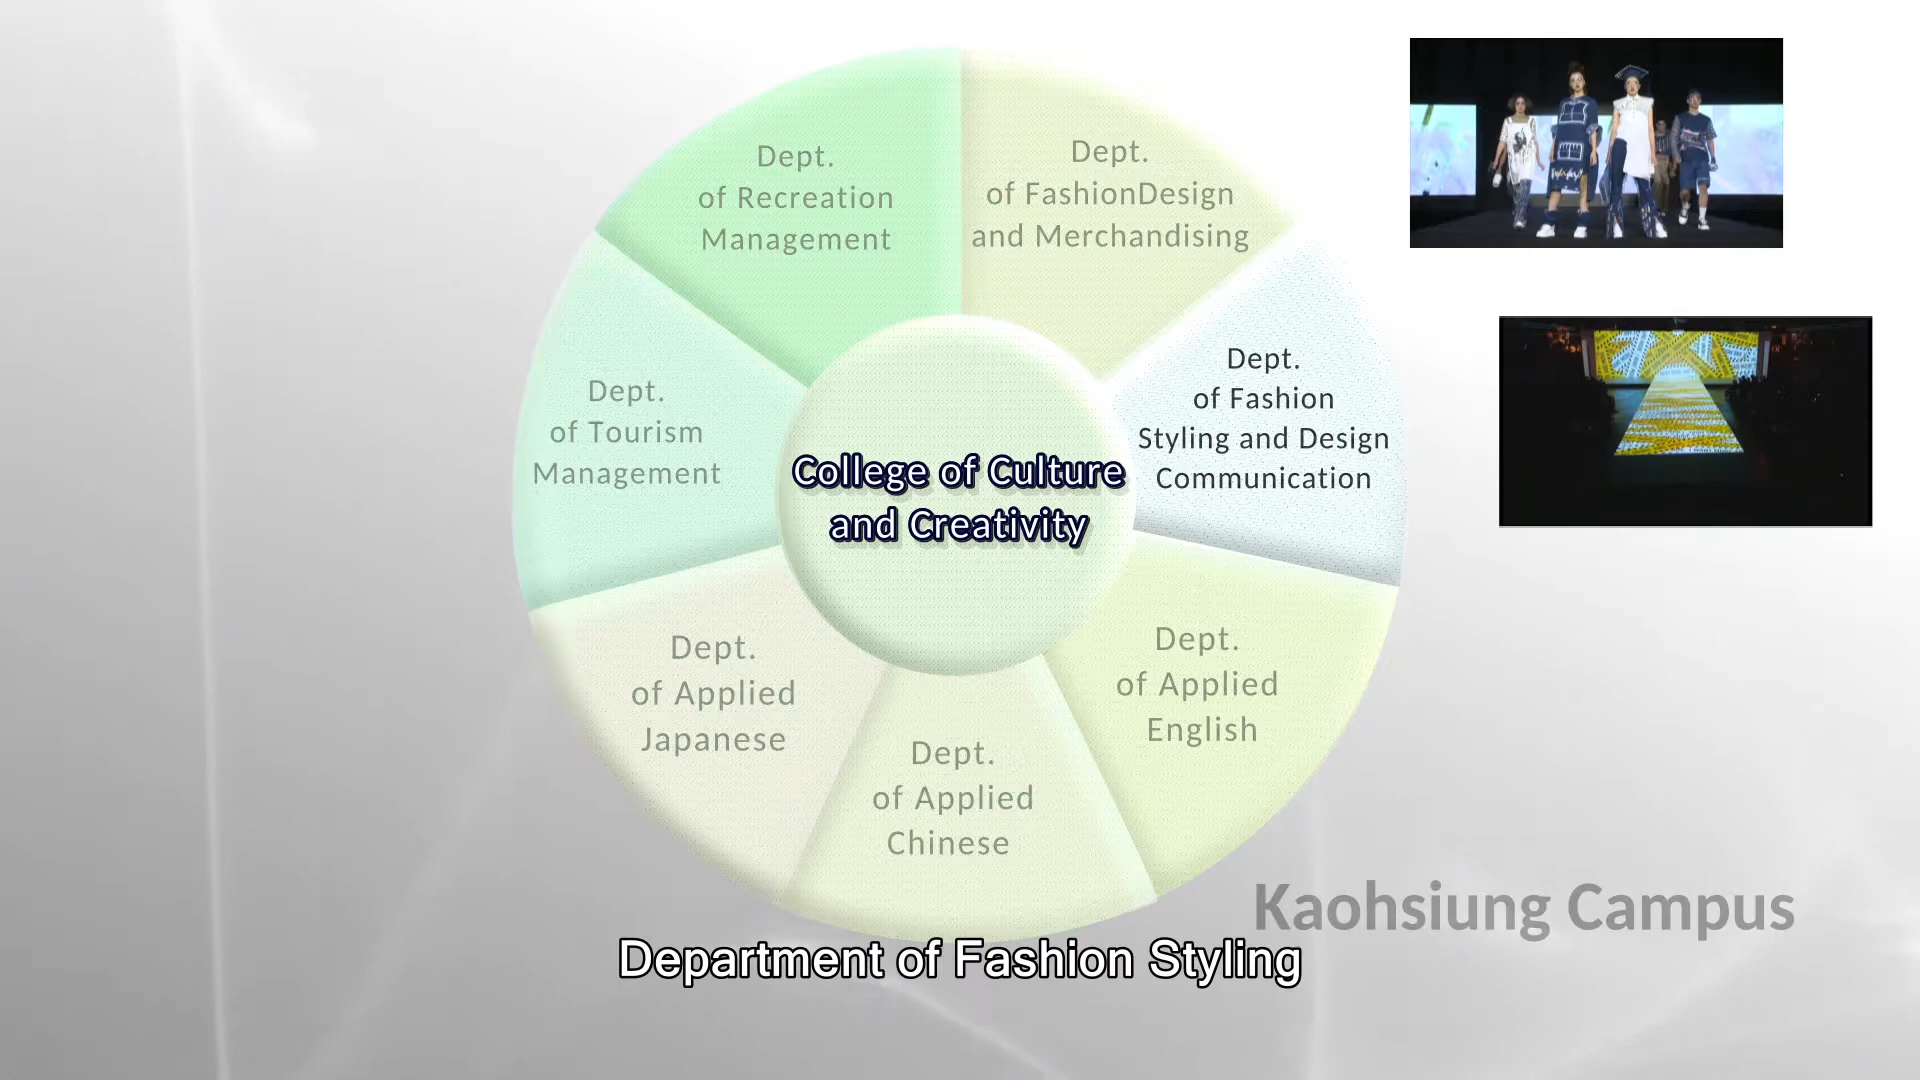 Dept.
of Recreation
Management
Dept.
of FashionDesign
and Merchandising
Dept.
of Tourism
Management
Dept.
of Fashion
Styling and Design
Communication
College of Culture
and Creativity
Dept.
of Applied
Japanese
Dept.
of Applied
Chinese
Dept.
of Applied
English
Kaohsiung Campus
Department of Fashion Styling